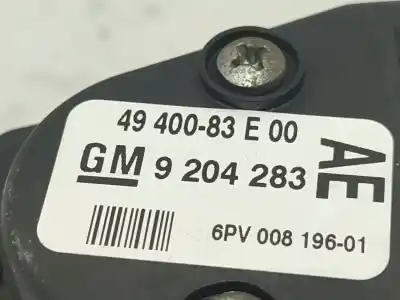 49 400-83 E 00
GM 9 204 283
AE
6PV 008 196-01